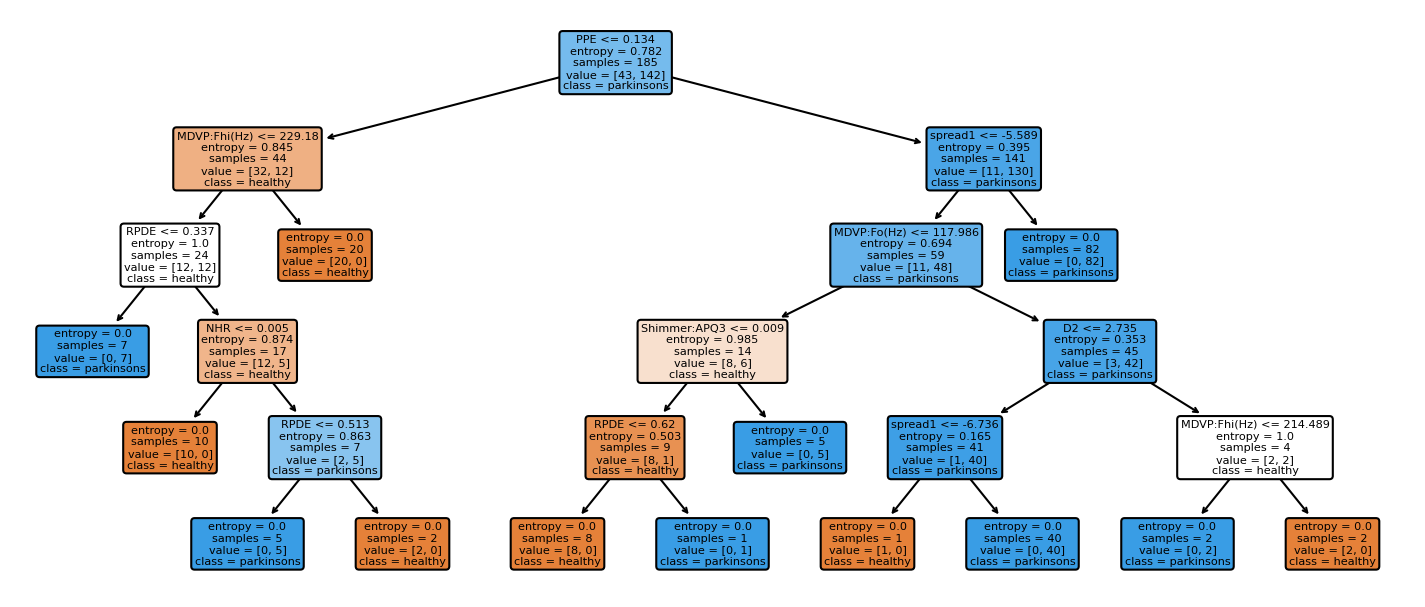 PPE <= 0.134
entropy = 0.782
samples = 185
value = [43, 142]
class = parkinsons
MDVP:Fhi(Hz) <= 229.18
entropy = 0.845
samples = 44
value = [32, 12]
class = healthy
spread1 <= -5.589
entropy = 0.395
samples = 141
value = [11, 130]
class = parkinsons
RPDE <= 0.337
entropy = 1.0
samples = 24
value = [12, 12]
class = healthy
entropy = 0.0
samples = 20
value = [20, 0]
class = healthy
MDVP:Fo(Hz) <= 117.986
entropy = 0.694
samples = 59
value = [11, 48]
class = parkinsons
entropy = 0.0
samples = 82
value = [0, 82]
class = parkinsons
entropy = 0.0
samples = 7
value = [0, 7]
class = parkinsons
NHR <= 0.005
entropy = 0.874
samples = 17
value = [12, 5]
class = healthy
Shimmer:APQ3 <= 0.009
entropy = 0.985
samples = 14
value = [8, 6]
class = healthy
D2 <= 2.735
entropy = 0.353
samples = 45
value = [3, 42]
class = parkinsons
entropy = 0.0
samples = 10
value = [10, 0]
class = healthy
RPDE <= 0.513
entropy = 0.863
samples = 7
value = [2, 5]
class = parkinsons
RPDE <= 0.62
entropy = 0.503
samples = 9
value = [8, 1]
class = healthy
entropy = 0.0
samples = 5
value = [0, 5]
class = parkinsons
spread1 <= -6.736
entropy = 0.165
samples = 41
value = [1, 40]
class = parkinsons
MDVP:Fhi(Hz) <= 214.489
entropy = 1.0
samples = 4
value = [2, 2]
class = healthy
entropy = 0.0
samples = 5
value = [0, 5]
class = parkinsons
entropy = 0.0
samples = 2
value = [2, 0]
class = healthy
entropy = 0.0
samples = 8
value = [8, 0]
class = healthy
entropy = 0.0
samples = 1
value = [0, 1]
class = parkinsons
entropy = 0.0
samples = 1
value = [1, 0]
class = healthy
entropy = 0.0
samples = 40
value = [0, 40]
class = parkinsons
entropy = 0.0
samples = 2
value = [0, 2]
class = parkinsons
entropy = 0.0
samples = 2
value = [2, 0]
class = healthy